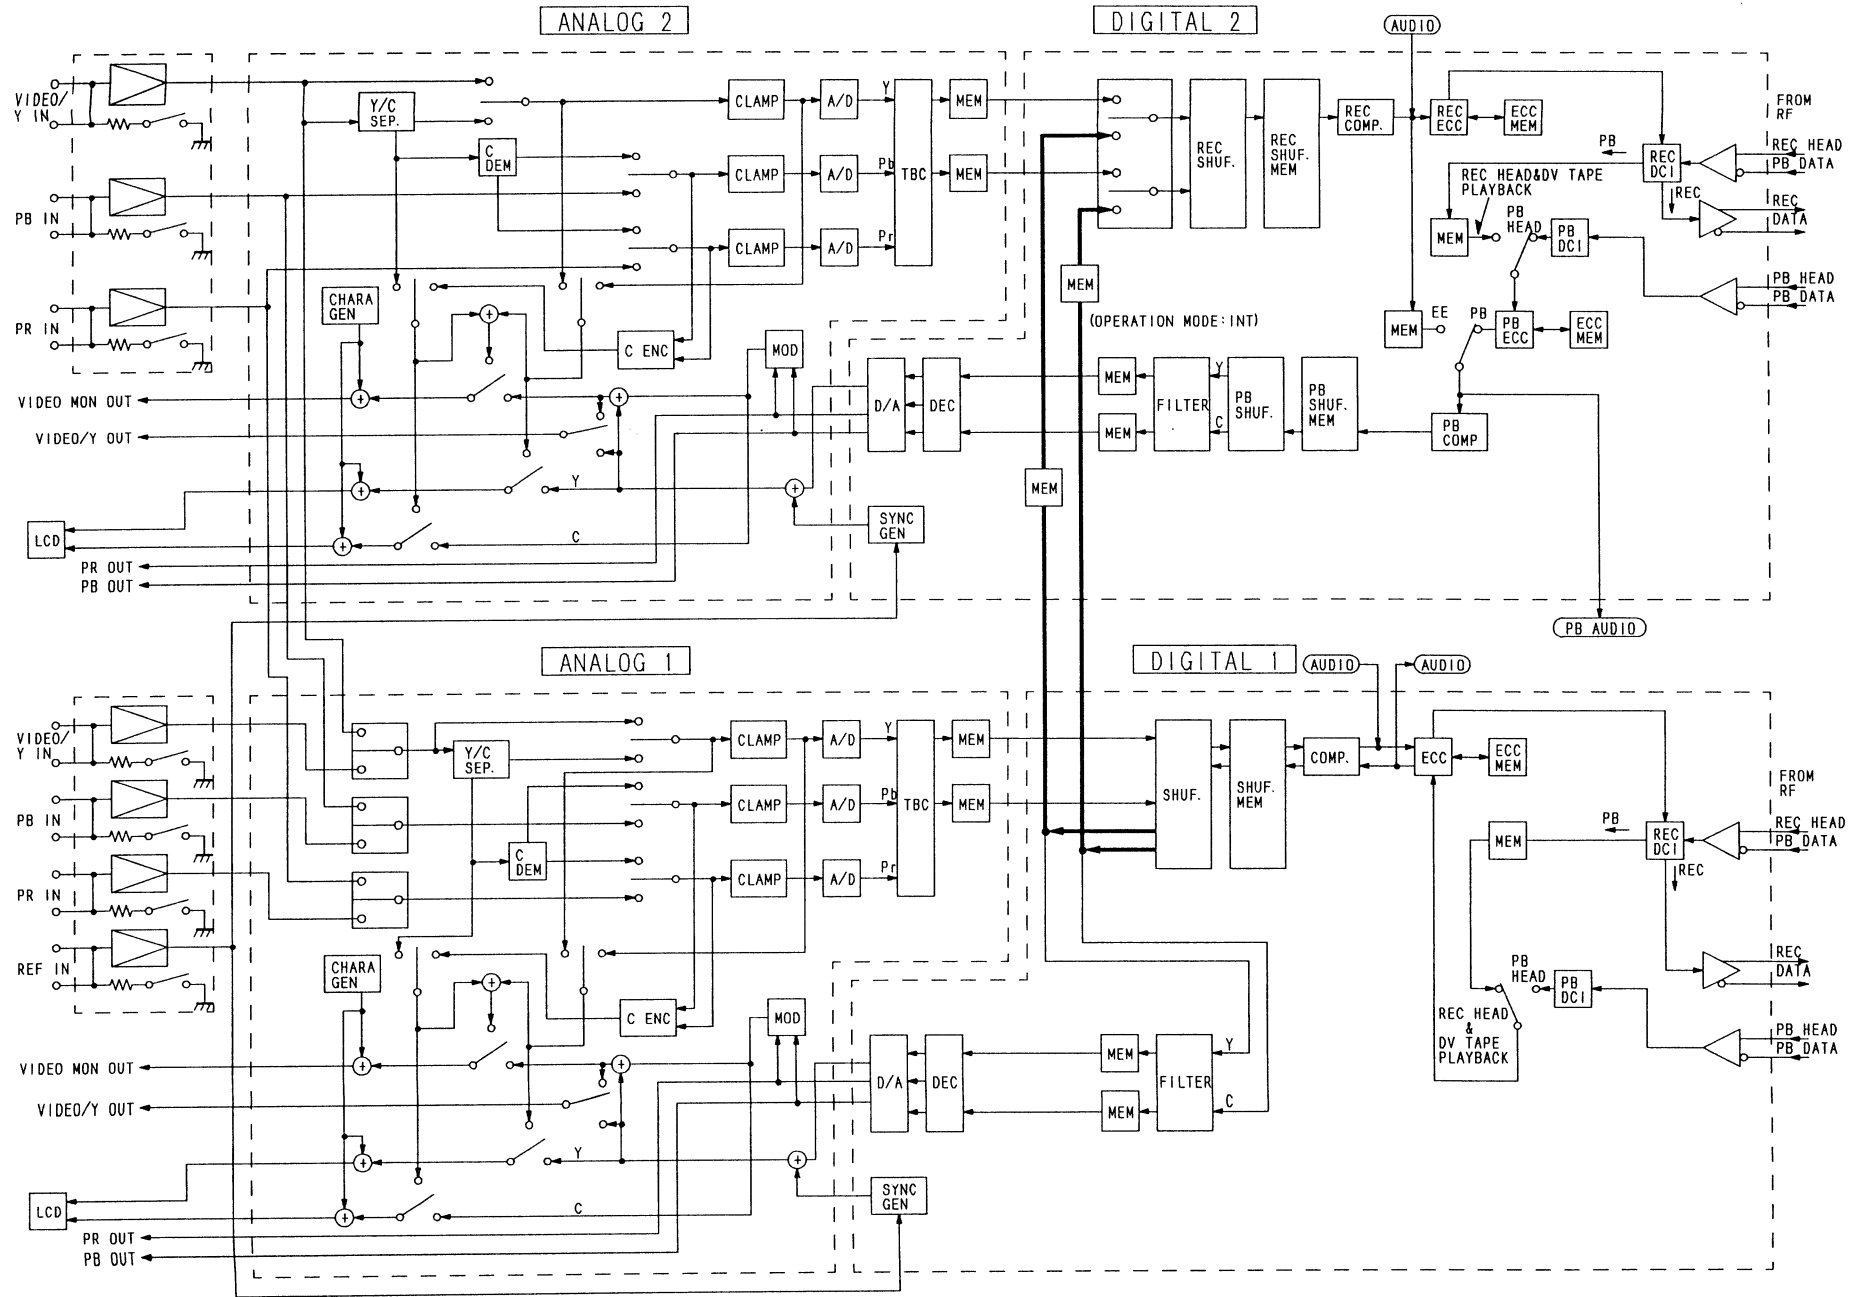 ANALOG 2
DIGITAL 2
AUDIO
VIDEO/
Y IN
Y/C
SEP.
C
DEM
CLAMP
A/D
Y
TBC
MEM
REC
SHUF.
REC
SHUF.
MEM
REC
COMP.
REC
ECC
ECC
MEM
FROM
RF
PB IN
CLAMP
A/D
Pb
MEM
PB
REC
DCI
REC HEAD
PB DATA
REC HEAD&DV TAPE
PLAYBACK
REC
REC
DATA
PR IN
CLAMP
A/D
Pr
MEM
PB
HEAD
PB
DCI
CHARA
GEN
MEM
PB HEAD
PB DATA
(OPERATION MODE:INT)
MEM
EE
PB
PB
ECC
ECC
MEM
C ENC
MOD
D/A
DEC
MEM
MEM
FILTER
Y
C
PB
SHUF.
PB
SHUF.
MEM
PB
COMP
VIDEO MON OUT
VIDEO/Y OUT
Y
MEM
LCD
C
SYNC
GEN
PR OUT
PB OUT
PB AUDIO
ANALOG 1
DIGITAL 1
AUDIO
AUDIO
VIDEO/
Y IN
Y/C
SEP.
C
DEM
CLAMP
A/D
Y
TBC
MEM
SHUF.
SHUF.
MEM
COMP.
ECC
ECC
MEM
FROM
RF
PB IN
CLAMP
A/D
Pb
MEM
MEM
PB
REC
DCI
REC HEAD
PB DATA
PR IN
CLAMP
A/D
Pr
REC
REF IN
CHARA
GEN
REC
DATA
PB
HEAD
PB
DCI
REC HEAD
&
DV TAPE
PLAYBACK
PB HEAD
PB DATA
C ENC
MOD
D/A
DEC
MEM
MEM
FILTER
Y
C
VIDEO MON OUT
VIDEO/Y OUT
Y
LCD
C
SYNC
GEN
PR OUT
PB OUT